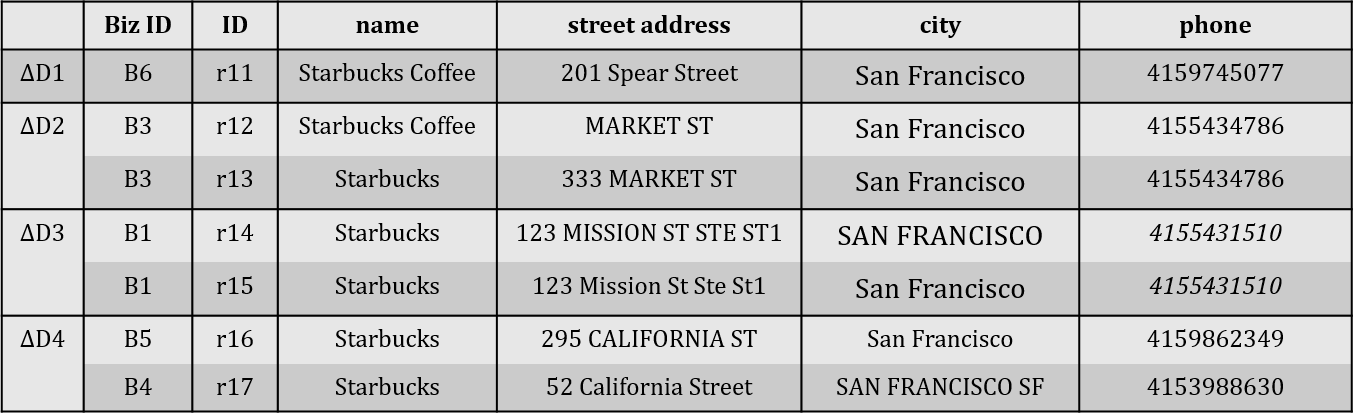 Biz ID ID name street address city phone
ΔD1 B6 r11 Starbucks Coffee 201 Spear Street San Francisco 4159745077
ΔD2 B3 r12 Starbucks Coffee MARKET ST San Francisco 4155434786
B3 r13 Starbucks 333 MARKET ST San Francisco 4155434786
ΔD3 B1 r14 Starbucks 123 MISSION ST STE ST1 SAN FRANCISCO 4155431510
B1 r15 Starbucks 123 Mission St Ste St1 San Francisco 4155431510
ΔD4 B5 r16 Starbucks 295 CALIFORNIA ST San Francisco 4159862349
B4 r17 Starbucks 52 California Street SAN FRANCISCO SF 4153988630